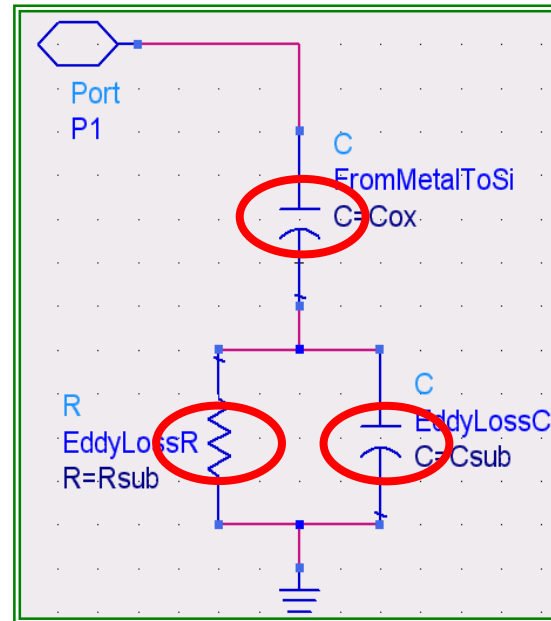 Port
P1
C
FromMetalToSi
C=Cox
R
EddyLossR
R=Rsub
C
EddyLossC
C=Csub